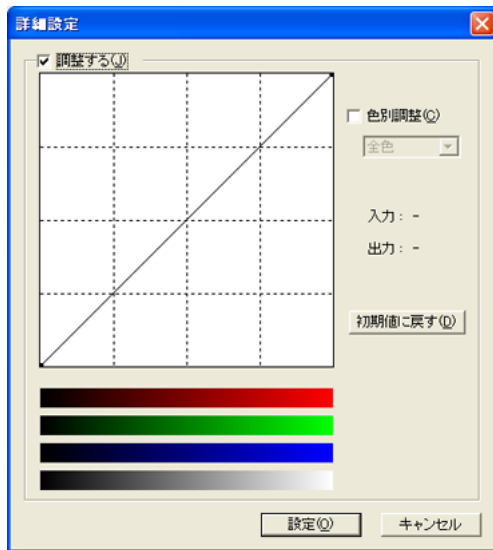 詳細設定
調整する(J)
色別調整(C)
全色
入力： -
出力： -
初期値に戻す(D)
設定(O)
キャンセル